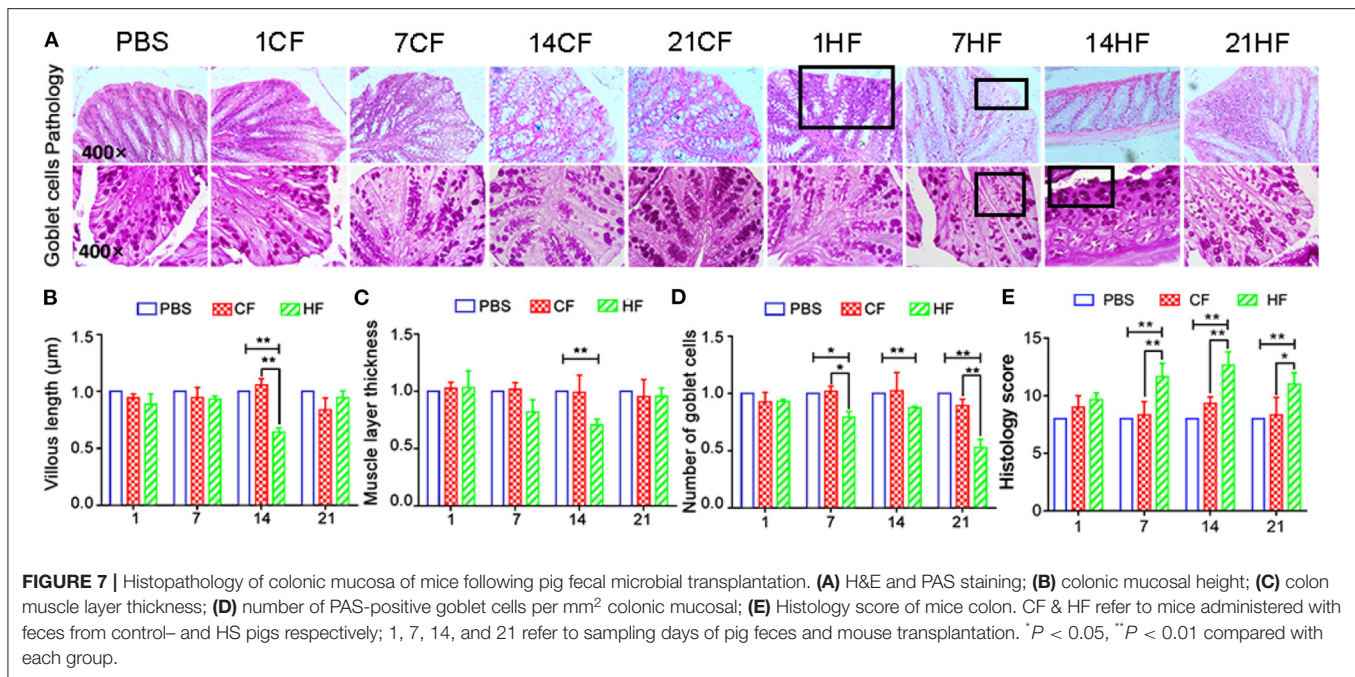 A PBS 1CF 7CF 14CF 21CF 1HF 7HF 14HF 21HF
Pathology
400×
Goblet cells
400×
B
PBS CF HF
Villous length (μm)
1.5
1.0
0.5
0.0
** **
1 7 14 21
C
PBS CF HF
Muscle layer thickness
1.5
1.0
0.5
0.0
**
1 7 14 21
D
PBS CF HF
Number of goblet cells
1.5
1.0
0.5
0.0
* * ** ** **
1 7 14 21
E
PBS CF HF
Histology score
15
10
5
0
** ** ** ** ** *
1 7 14 21
FIGURE 7 | Histopathology of colonic mucosa of mice following pig fecal microbial transplantation. (A) H&E and PAS staining; (B) colonic mucosal height; (C) colon
muscle layer thickness; (D) number of PAS-positive goblet cells per mm² colonic mucosal; (E) Histology score of mice colon. CF & HF refer to mice administered with
feces from control– and HS pigs respectively; 1, 7, 14, and 21 refer to sampling days of pig feces and mouse transplantation. *P < 0.05, **P < 0.01 compared with
each group.